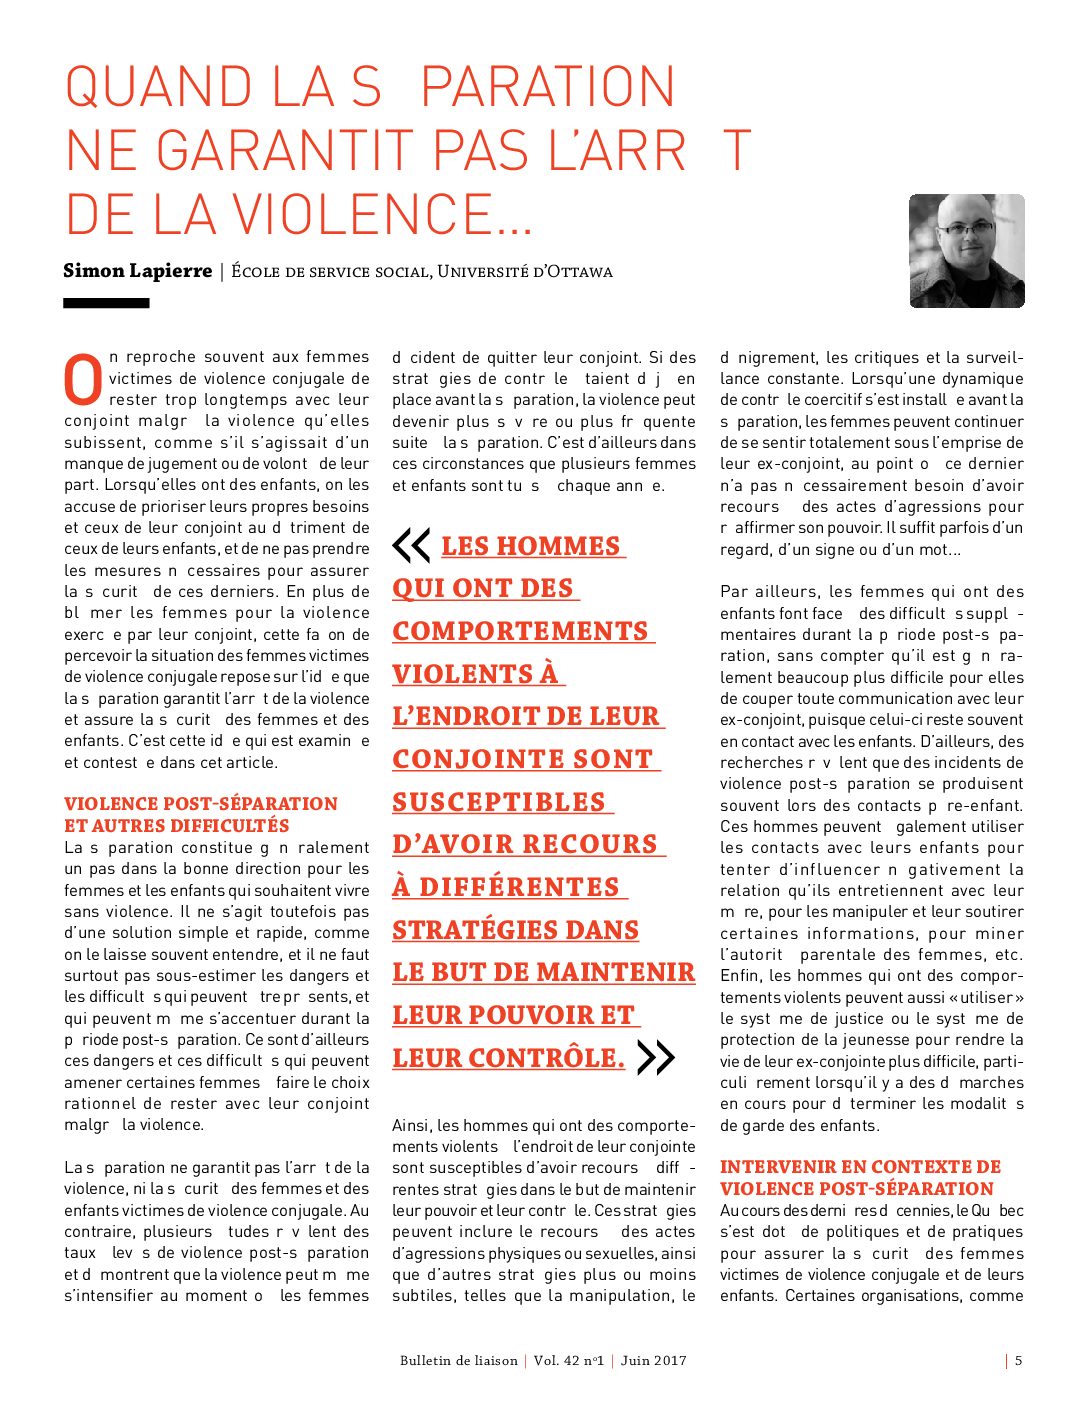 QUAND LA S PARATION
NE GARANTIT PAS L’ARR T
DE LA VIOLENCE...
Simon Lapierre | École de service social, Université d’Ottawa
On reproche souvent aux femmes
victimes de violence conjugale de
rester trop longtemps avec leur
conjoint malgr la violence qu’elles
subissent, comme s’il s’agissait d’un
manque de jugement ou de volont de leur
part. Lorsqu’elles ont des enfants, on les
accuse de prioriser leurs propres besoins
et ceux de leur conjoint au d triment de
ceux de leurs enfants, et de ne pas prendre
les mesures n cessaires pour assurer
la s curit de ces derniers. En plus de
bl mer les femmes pour la violence
exerc e par leur conjoint, cette fa on de
percevoir la situation des femmes victimes
de violence conjugale repose sur l’id e que
la s paration garantit l’arr t de la violence
et assure la s curit des femmes et des
enfants. C’est cette id e qui est examin e
et contest e dans cet article.
VIOLENCE POST-SÉPARATION
ET AUTRES DIFFICULTÉS
La s paration constitue g n ralement
un pas dans la bonne direction pour les
femmes et les enfants qui souhaitent vivre
sans violence. Il ne s’agit toutefois pas
d’une solution simple et rapide, comme
on le laisse souvent entendre, et il ne faut
surtout pas sous-estimer les dangers et
les difficult s qui peuvent tre pr sents, et
qui peuvent m me s’accentuer durant la
p riode post-s paration. Ce sont d’ailleurs
ces dangers et ces difficult s qui peuvent
amener certaines femmes faire le choix
rationnel de rester avec leur conjoint
malgr la violence.
La s paration ne garantit pas l’arr t de la
violence, ni la s curit des femmes et des
enfants victimes de violence conjugale. Au
contraire, plusieurs tudes r v lent des
taux lev s de violence post-s paration
et d montrent que la violence peut m me
s’intensifier au moment o les femmes
d cident de quitter leur conjoint. Si des
strat gies de contr le taient d j en
place avant la s paration, la violence peut
devenir plus s v re ou plus fr quente
suite la s paration. C’est d’ailleurs dans
ces circonstances que plusieurs femmes
et enfants sont tu s chaque ann e.
« LES HOMMES
QUI ONT DES
COMPORTEMENTS
VIOLENTS À
L’ENDROIT DE LEUR
CONJOINTE SONT
SUSCEPTIBLES
D’AVOIR RECOURS
À DIFFÉRENTES
STRATÉGIES DANS
LE BUT DE MAINTENIR
LEUR POUVOIR ET
LEUR CONTRÔLE. »
Ainsi, les hommes qui ont des comporte-
ments violents l’endroit de leur conjointe
sont susceptibles d’avoir recours diff -
rentes strat gies dans le but de maintenir
leur pouvoir et leur contr le. Ces strat gies
peuvent inclure le recours des actes
d’agressions physiques ou sexuelles, ainsi
que d’autres strat gies plus ou moins
subtiles, telles que la manipulation, le
d nigrement, les critiques et la surveil-
lance constante. Lorsqu’une dynamique
de contr le coercitif s’est install e avant la
s paration, les femmes peuvent continuer
de se sentir totalement sous l’emprise de
leur ex-conjoint, au point o ce dernier
n’a pas n cessairement besoin d’avoir
recours des actes d’agressions pour
r affirmer son pouvoir. Il suffit parfois d’un
regard, d’un signe ou d’un mot...
Par ailleurs, les femmes qui ont des
enfants font face des difficult s suppl -
mentaires durant la p riode post-s pa-
ration, sans compter qu’il est g n ra-
lement beaucoup plus difficile pour elles
de couper toute communication avec leur
ex-conjoint, puisque celui-ci reste souvent
en contact avec les enfants. D’ailleurs, des
recherches r v lent que des incidents de
violence post-s paration se produisent
souvent lors des contacts p re-enfant.
Ces hommes peuvent galement utiliser
les contacts avec leurs enfants pour
tenter d’influencer n gativement la
relation qu’ils entretiennent avec leur
m re, pour les manipuler et leur soutirer
certaines informations, pour miner
l’autorit parentale des femmes, etc.
Enfin, les hommes qui ont des compor-
tements violents peuvent aussi « utiliser »
le syst me de justice ou le syst me de
protection de la jeunesse pour rendre la
vie de leur ex-conjointe plus difficile, parti-
culi rement lorsqu’il y a des d marches
en cours pour d terminer les modalit s
de garde des enfants.
INTERVENIR EN CONTEXTE DE
VIOLENCE POST-SÉPARATION
Au cours des derni res d cennies, le Qu bec
s’est dot de politiques et de pratiques
pour assurer la s curit des femmes
victimes de violence conjugale et de leurs
enfants. Certaines organisations, comme
Bulletin de liaison | Vol. 42 nº1 | Juin 2017
| 5